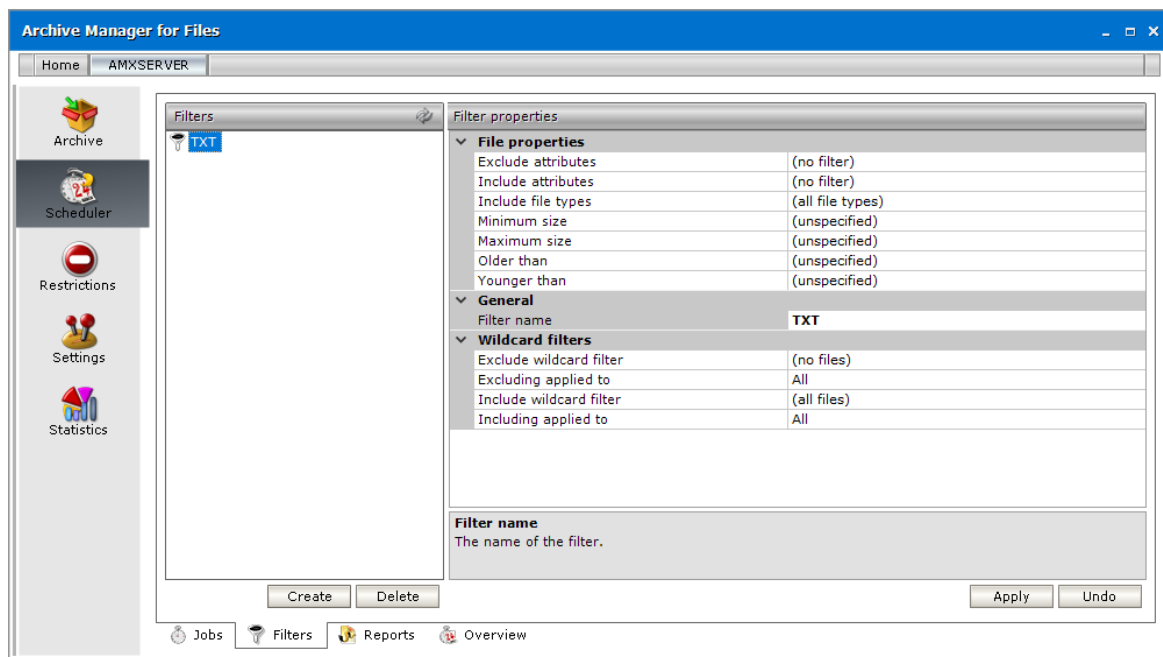 Archive Manager for Files
Home AMXSERVER
Archive
Scheduler
Restrictions
Settings
Statistics
Filters
TXT
Create Delete
Filter properties
File properties
Exclude attributes (no filter)
Include attributes (no filter)
Include file types (all file types)
Minimum size (unspecified)
Maximum size (unspecified)
Older than (unspecified)
Younger than (unspecified)
General
Filter name TXT
Wildcard filters
Exclude wildcard filter (no files)
Excluding applied to All
Include wildcard filter (all files)
Including applied to All
Filter name
The name of the filter.
Apply Undo
Jobs Filters Reports Overview